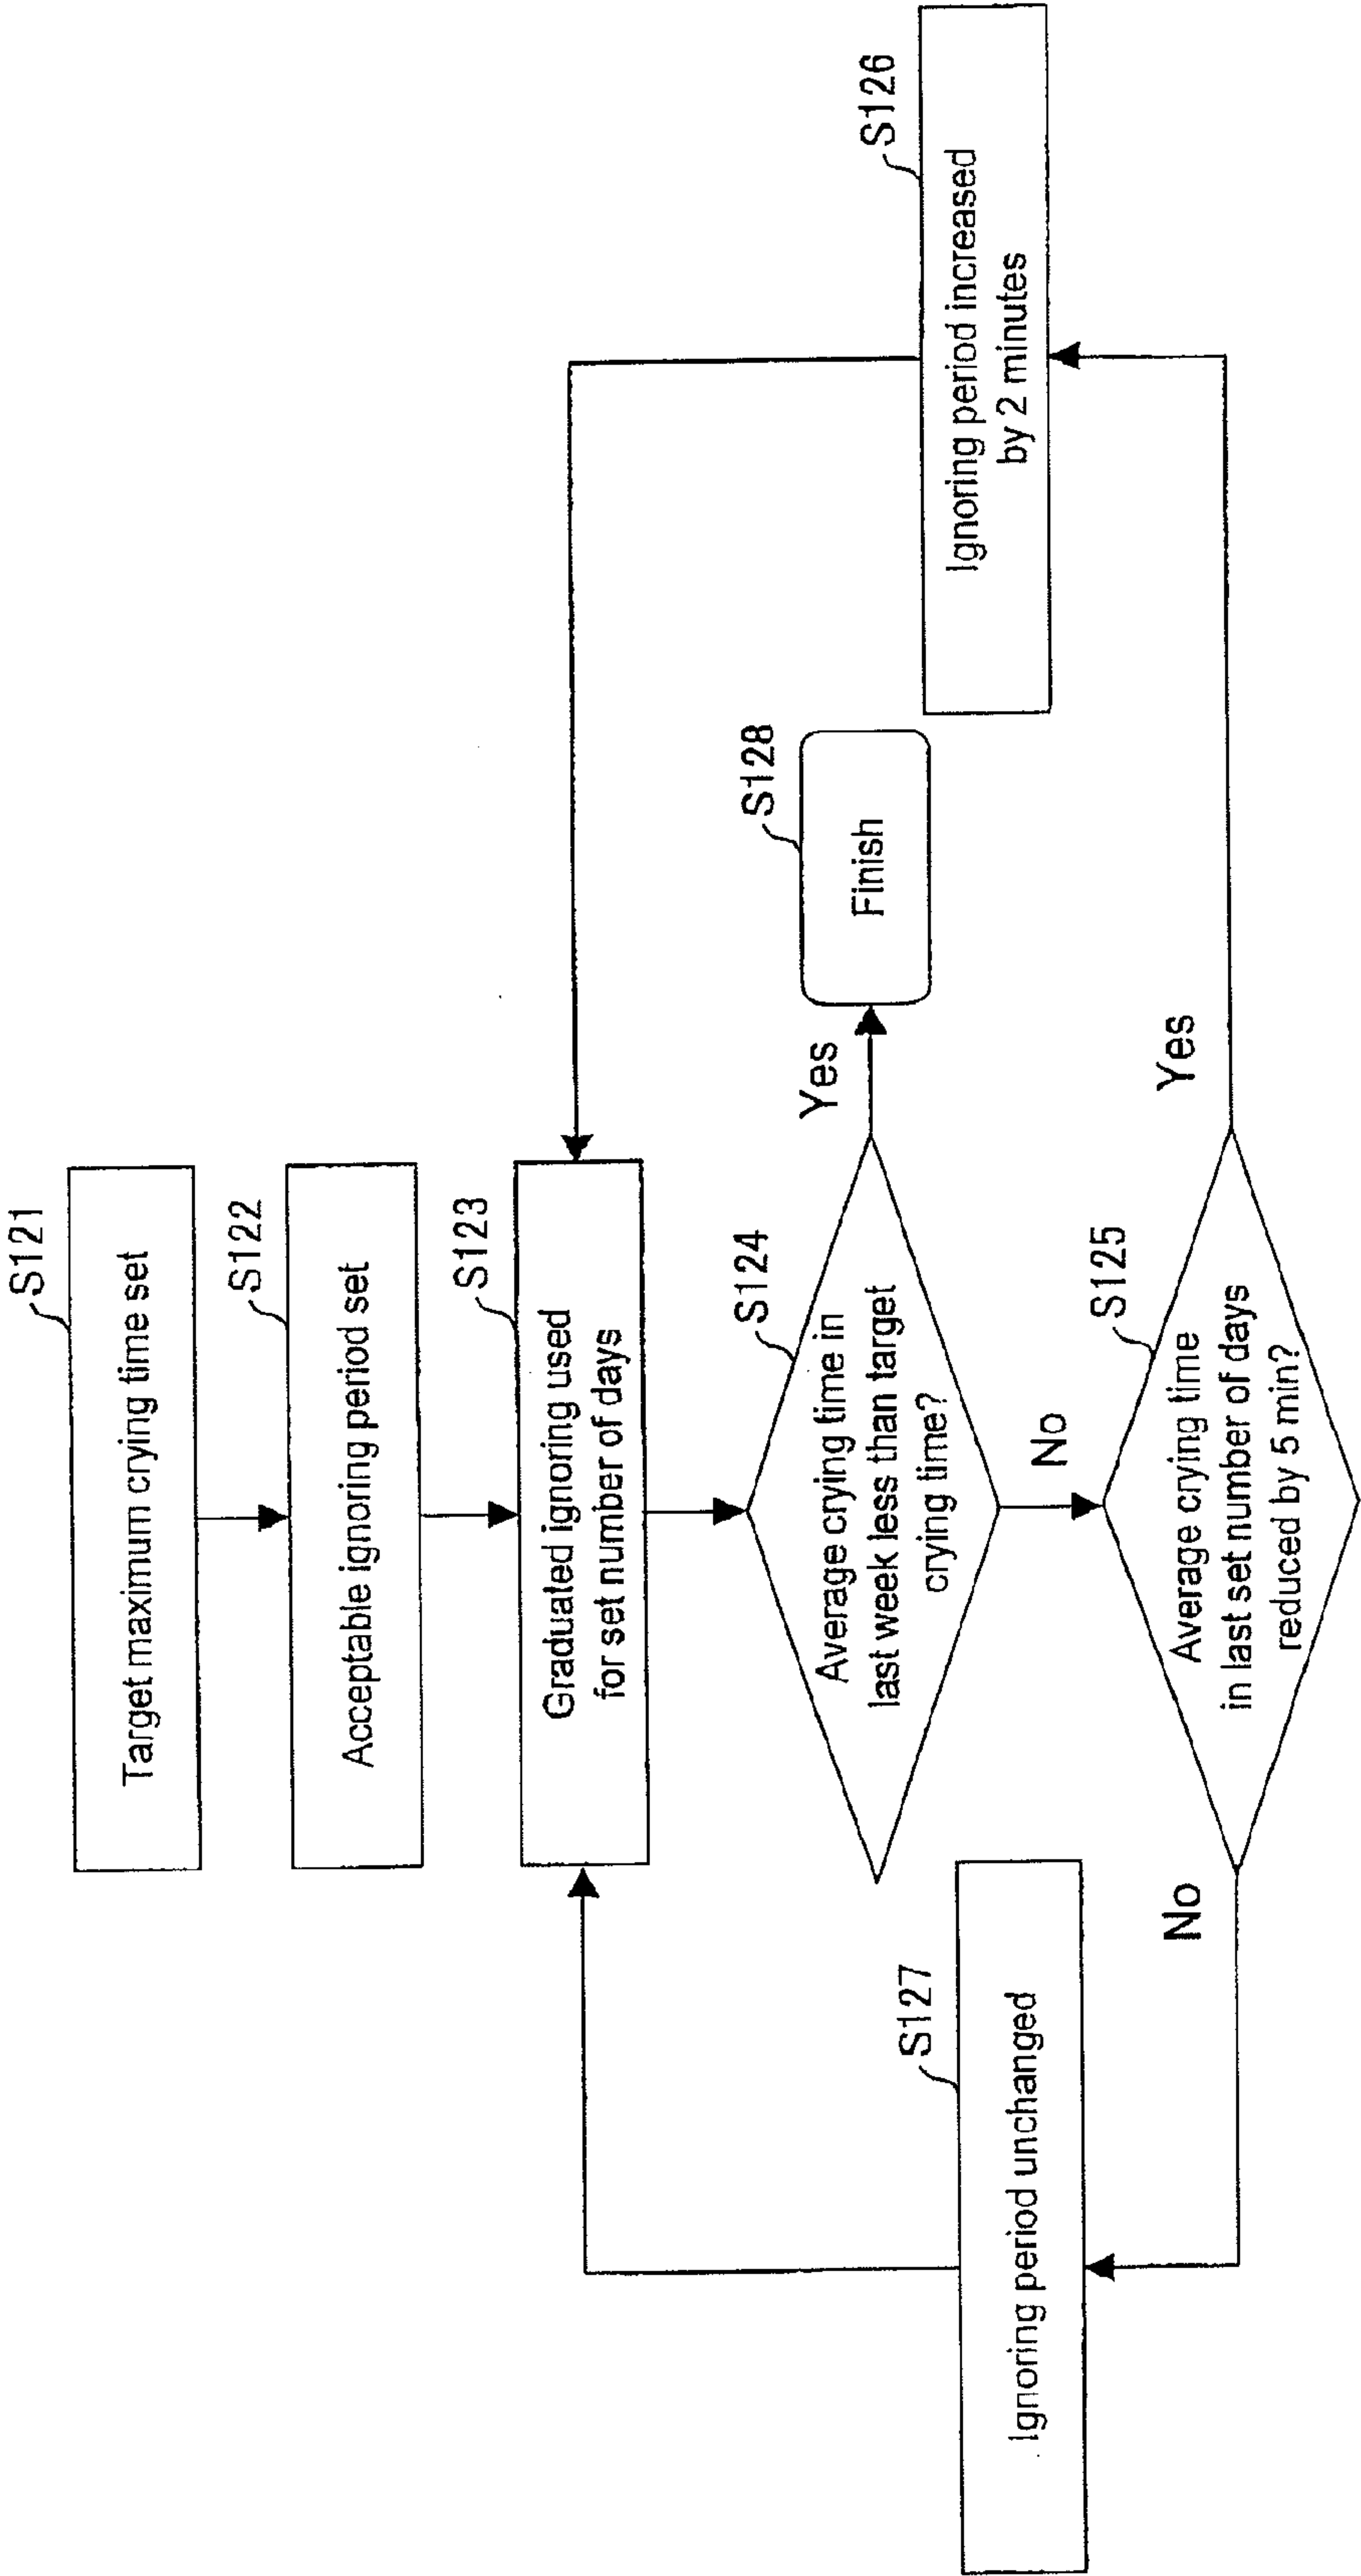 S121
Target maximum crying time set
S122
Acceptable ignoring period set
S123
Graduated ignoring used
for set number of days
S124
Average crying time in
last week less than target
crying time?
Yes
S128
Finish
No
S125
Average crying time
in last set number of days
reduced by 5 min?
Yes
S126
Ignoring period increased
by 2 minutes
No
S127
Ignoring period unchanged